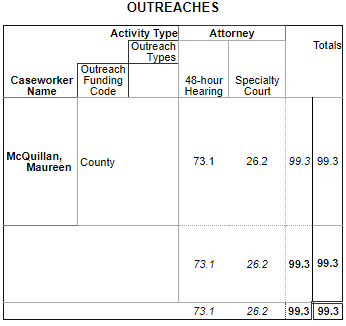 OUTREACHES
Activity Type Attorney
Outreach Types Totals
Caseworker Name Outreach Funding Code 48-hour Hearing Specialty Court
McQuillan, Maureen County 73.1 26.2 99.3 99.3
73.1 26.2 99.3 99.3
73.1 26.2 99.3 99.3